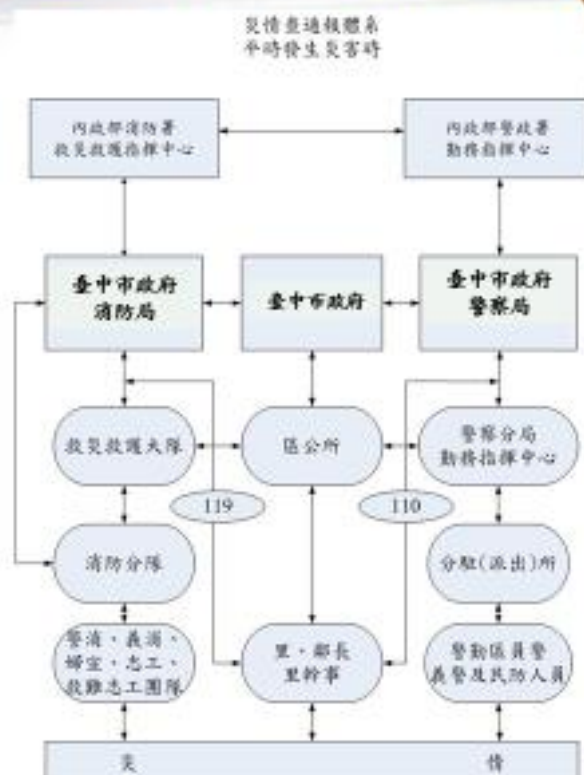 災情查通報體系
平時發生災害時
內政部消防署
救災救護指揮中心
內政部警政署
勤務指揮中心
臺中市政府
消防局
臺中市政府
臺中市政府
警察局
救災救護大隊
區公所
警察分局
勤務指揮中心
119
110
消防分隊
分駐(派出)所
警消、義消、
婦宣、志工、
救難志工團隊
里、鄰長
里幹事
警勤區員警
義警及民防人員
災 情